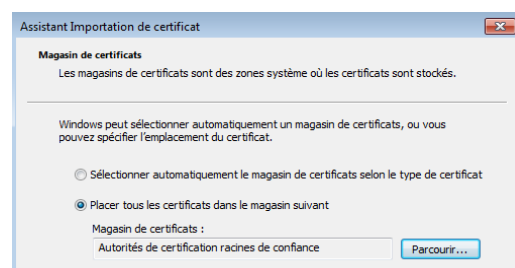 Assistant Importation de certificat
Magasin de certificats
Les magasins de certificats sont des zones système où les certificats sont stockés.
Windows peut sélectionner automatiquement un magasin de certificats, ou vous
pouvez spécifier l'emplacement du certificat.
Sélectionner automatiquement le magasin de certificats selon le type de certificat
Placer tous les certificats dans le magasin suivant
Magasin de certificats :
Autorités de certification racines de confiance
Parcourir...